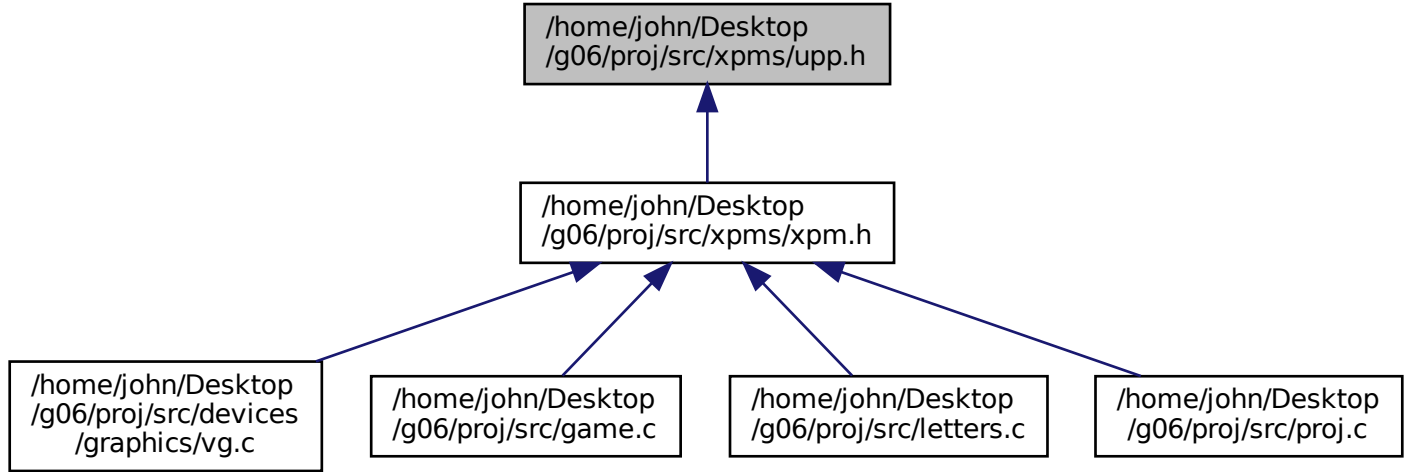 /home/john/Desktop
/g06/proj/src/xpms/upp.h
/home/john/Desktop
/g06/proj/src/xpms/xpm.h
/home/john/Desktop
/g06/proj/src/devices
/graphics/vg.c
/home/john/Desktop
/g06/proj/src/game.c
/home/john/Desktop
/g06/proj/src/letters.c
/home/john/Desktop
/g06/proj/src/proj.c